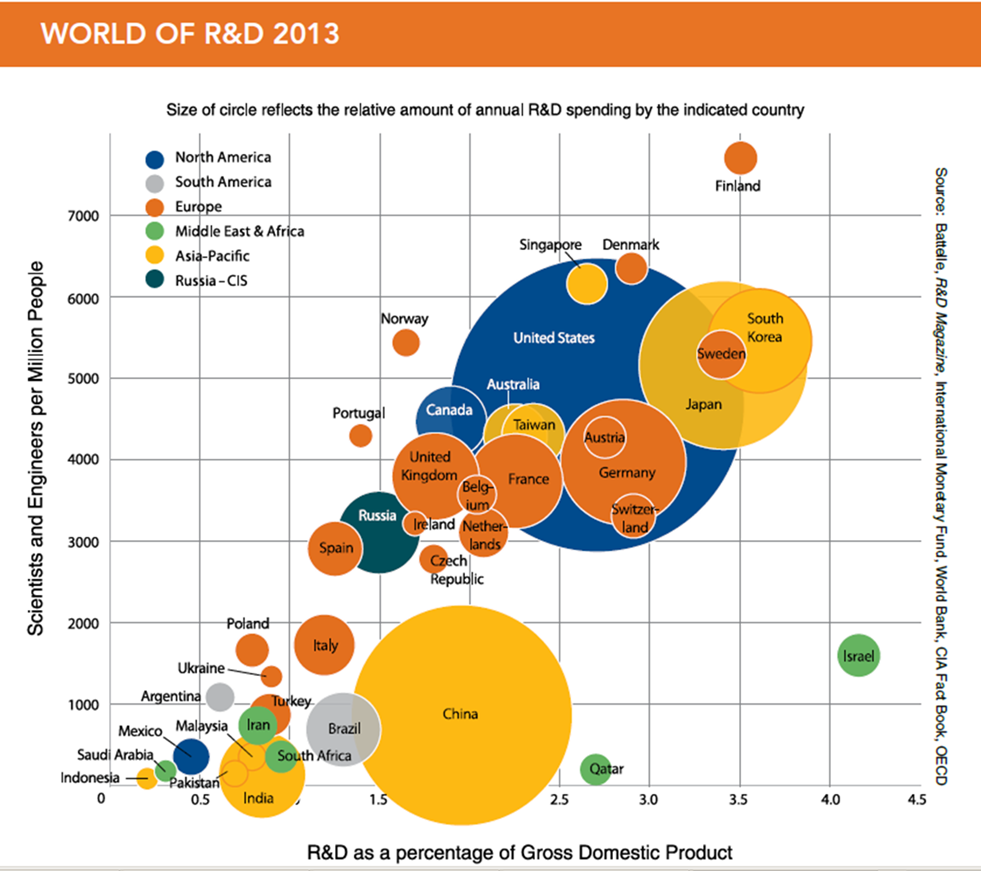 WORLD OF R&D 2013
Size of circle reflects the relative amount of annual R&D spending by the indicated country
North America
South America
Europe
Middle East & Africa
Asia-Pacific
Russia-CIS
Finland
7000
Singapore
Denmark
6000
Norway
United States
South
Korea
Sweden
5000
Australia
Canada
Japan
Portugal
Taiwan
Austria
4000
United
Kingdom
France
Germany
Belg-
ium
Russia
Ireland
Nether-
lands
Switzer-
land
3000
Spain
Czech
Republic
2000
Poland
Italy
Israel
Ukraine
Argentina
1000
Turkey
China
Mexico
Malaysia
Iran
Brazil
Saudi Arabia
South Africa
Indonesia
Pakistan
Qatar
India
0
0.5
1.5
2.5
3.0
3.5
4.0
4.5
Scientists and Engineers per Million People
R&D as a percentage of Gross Domestic Product
Source: Battelle, R&D Magazine, International Monetary Fund, World Bank, CIA Fact Book, OECD